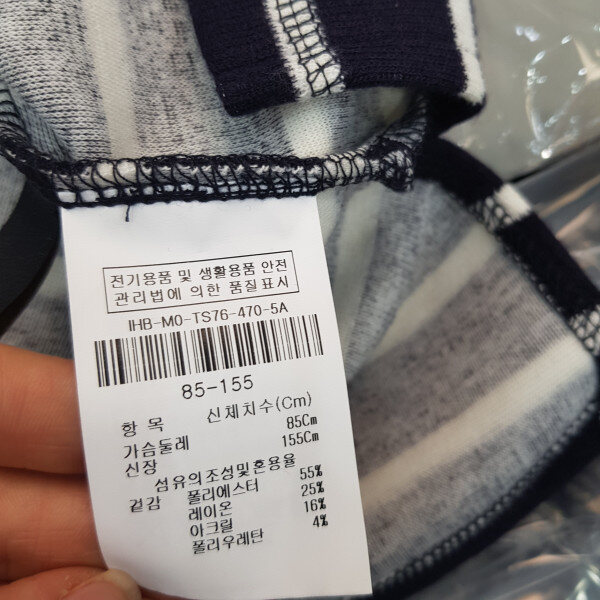 전기용품 및 생활용품 안전
관리법에 의한 품질표시
IHB-M0-TS76-470-5A
85-155
항 목 신체치수(Cm)
가슴둘레 85Cm
신장 155Cm
섬유의조성및혼용율
겉감 폴리에스터 55%
레이온 25%
아크릴 16%
폴리우레탄 4%